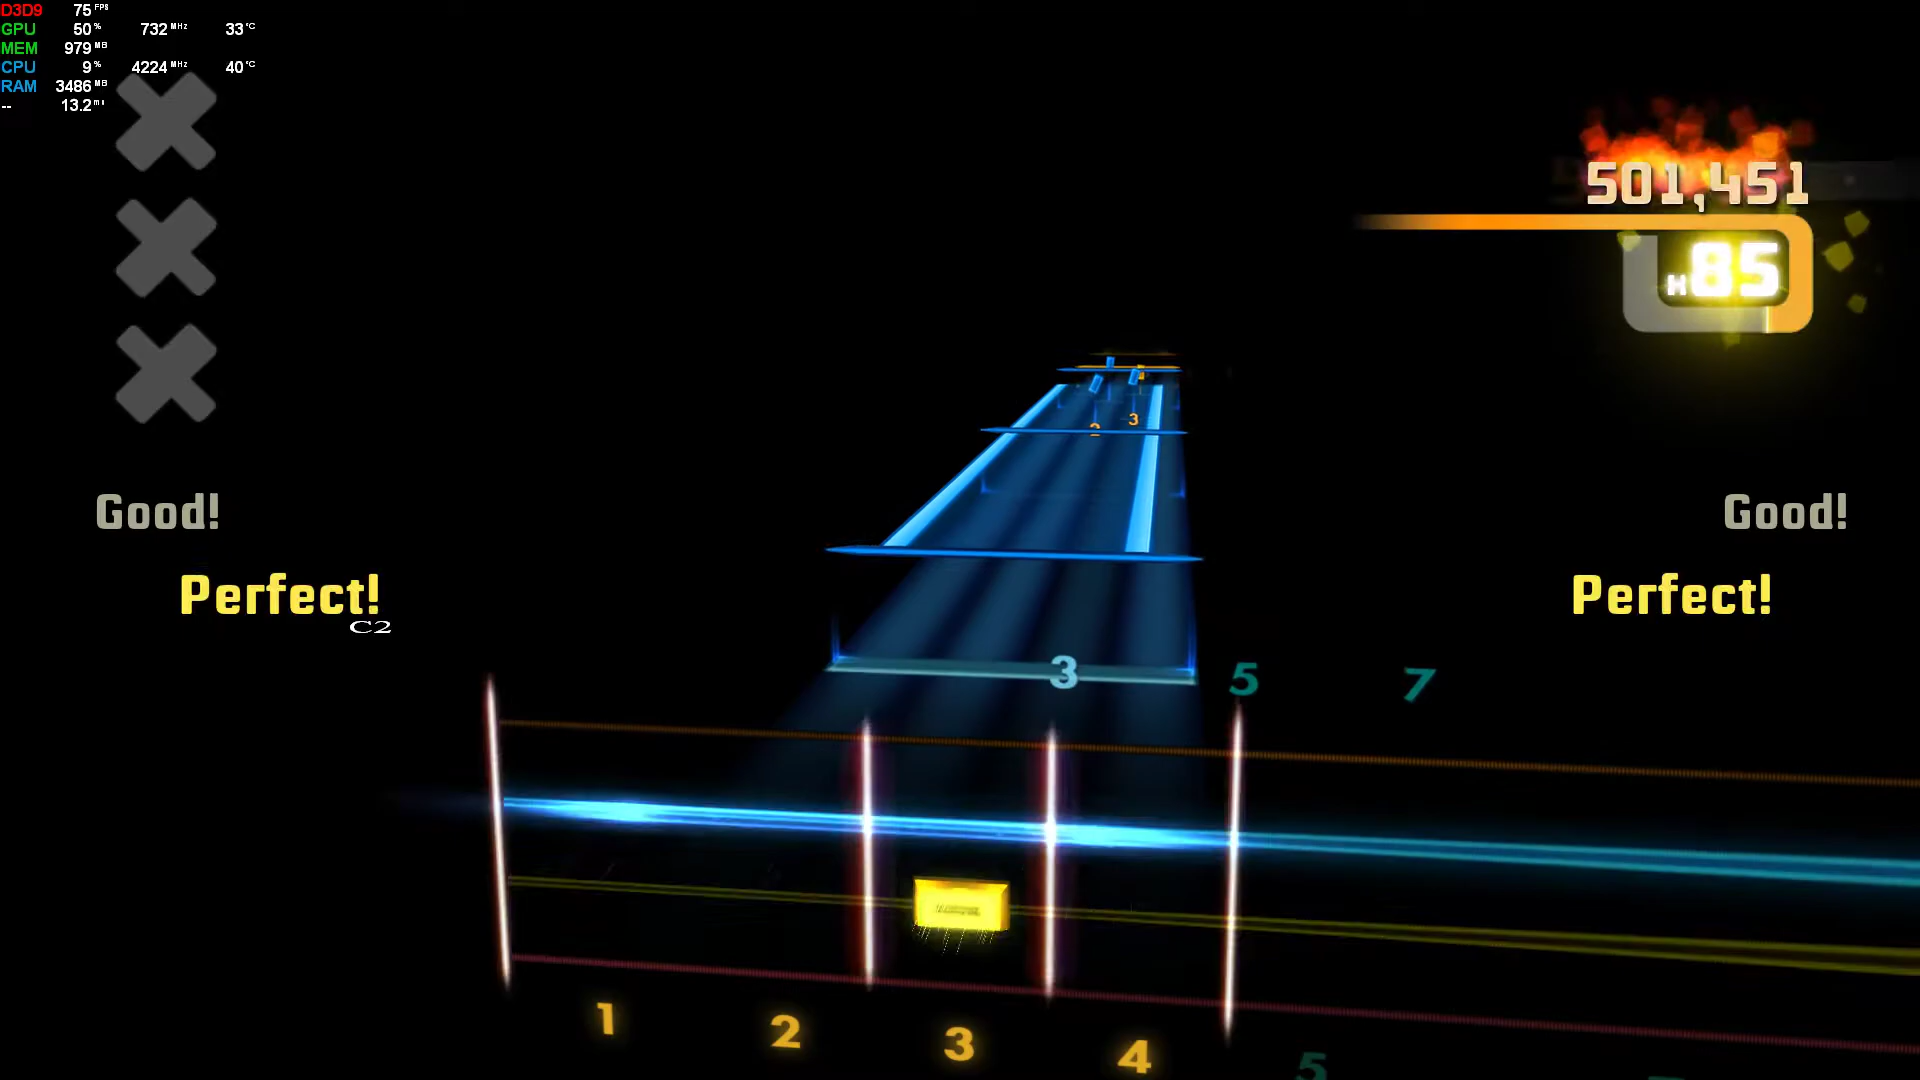 D3D9 75 FPS
GPU 50 % 732 MHz 33 °C
MEM 979 MB
CPU 9 % 4224 MHz 40 °C
RAM 3486 MB
-- 13.2
501,451
85
3
Good! Good!
Perfect! Perfect!
C2
3 5 7
1 2 3 4 5